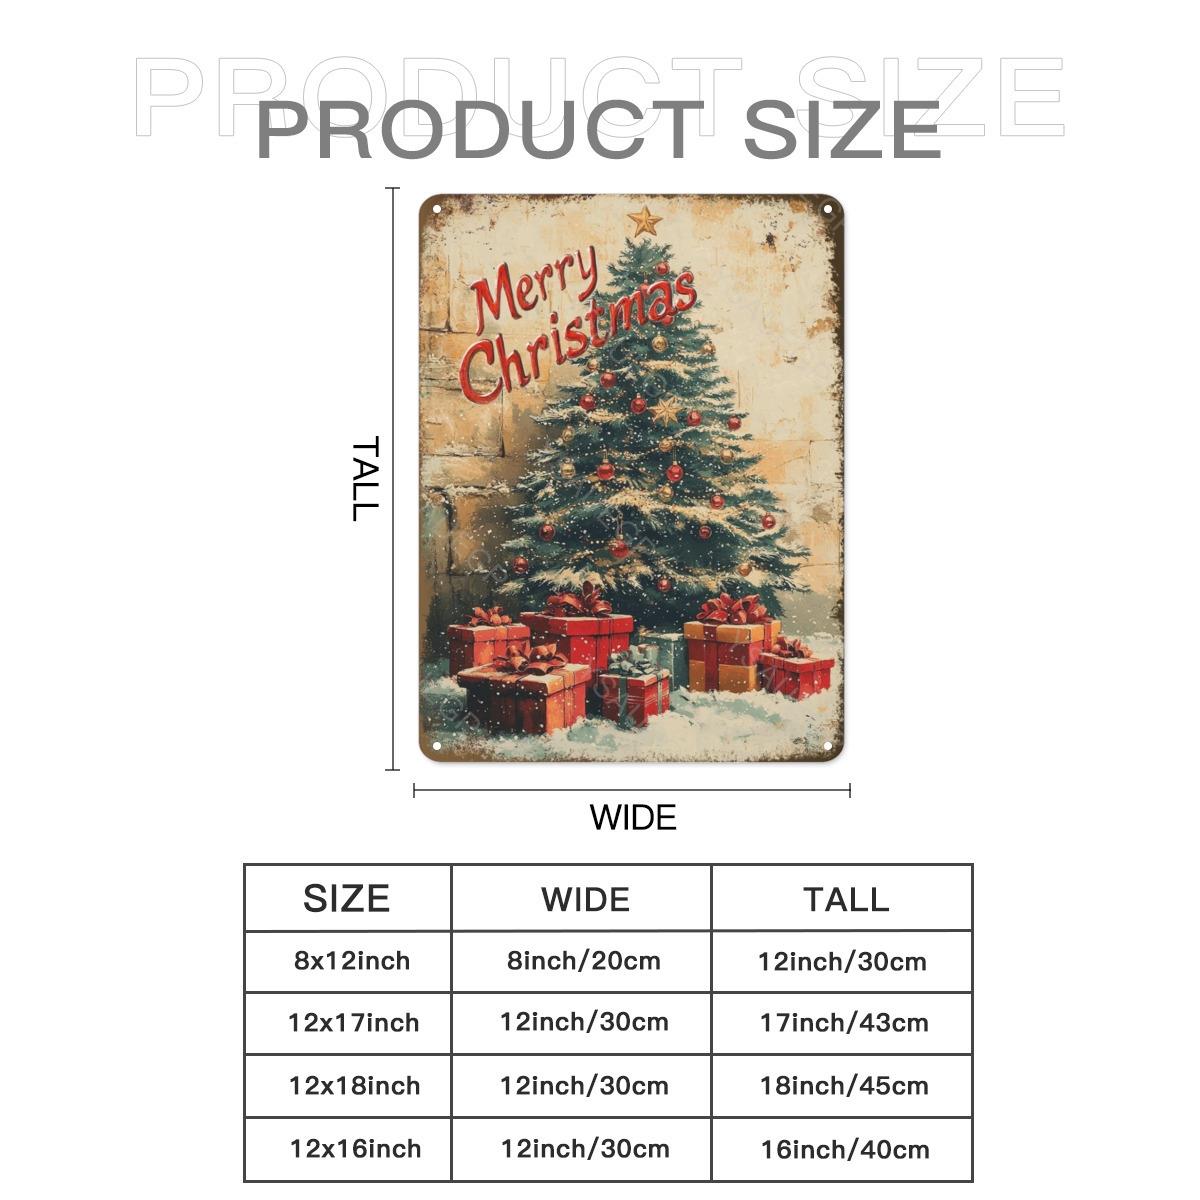 PRODUCT SIZE
PRODUCT SIZE
Merry
Christmas
TALL
WIDE
SIZE WIDE TALL
8x12inch 8inch/20cm 12inch/30cm
12x17inch 12inch/30cm 17inch/43cm
12x18inch 12inch/30cm 18inch/45cm
12x16inch 12inch/30cm 16inch/40cm